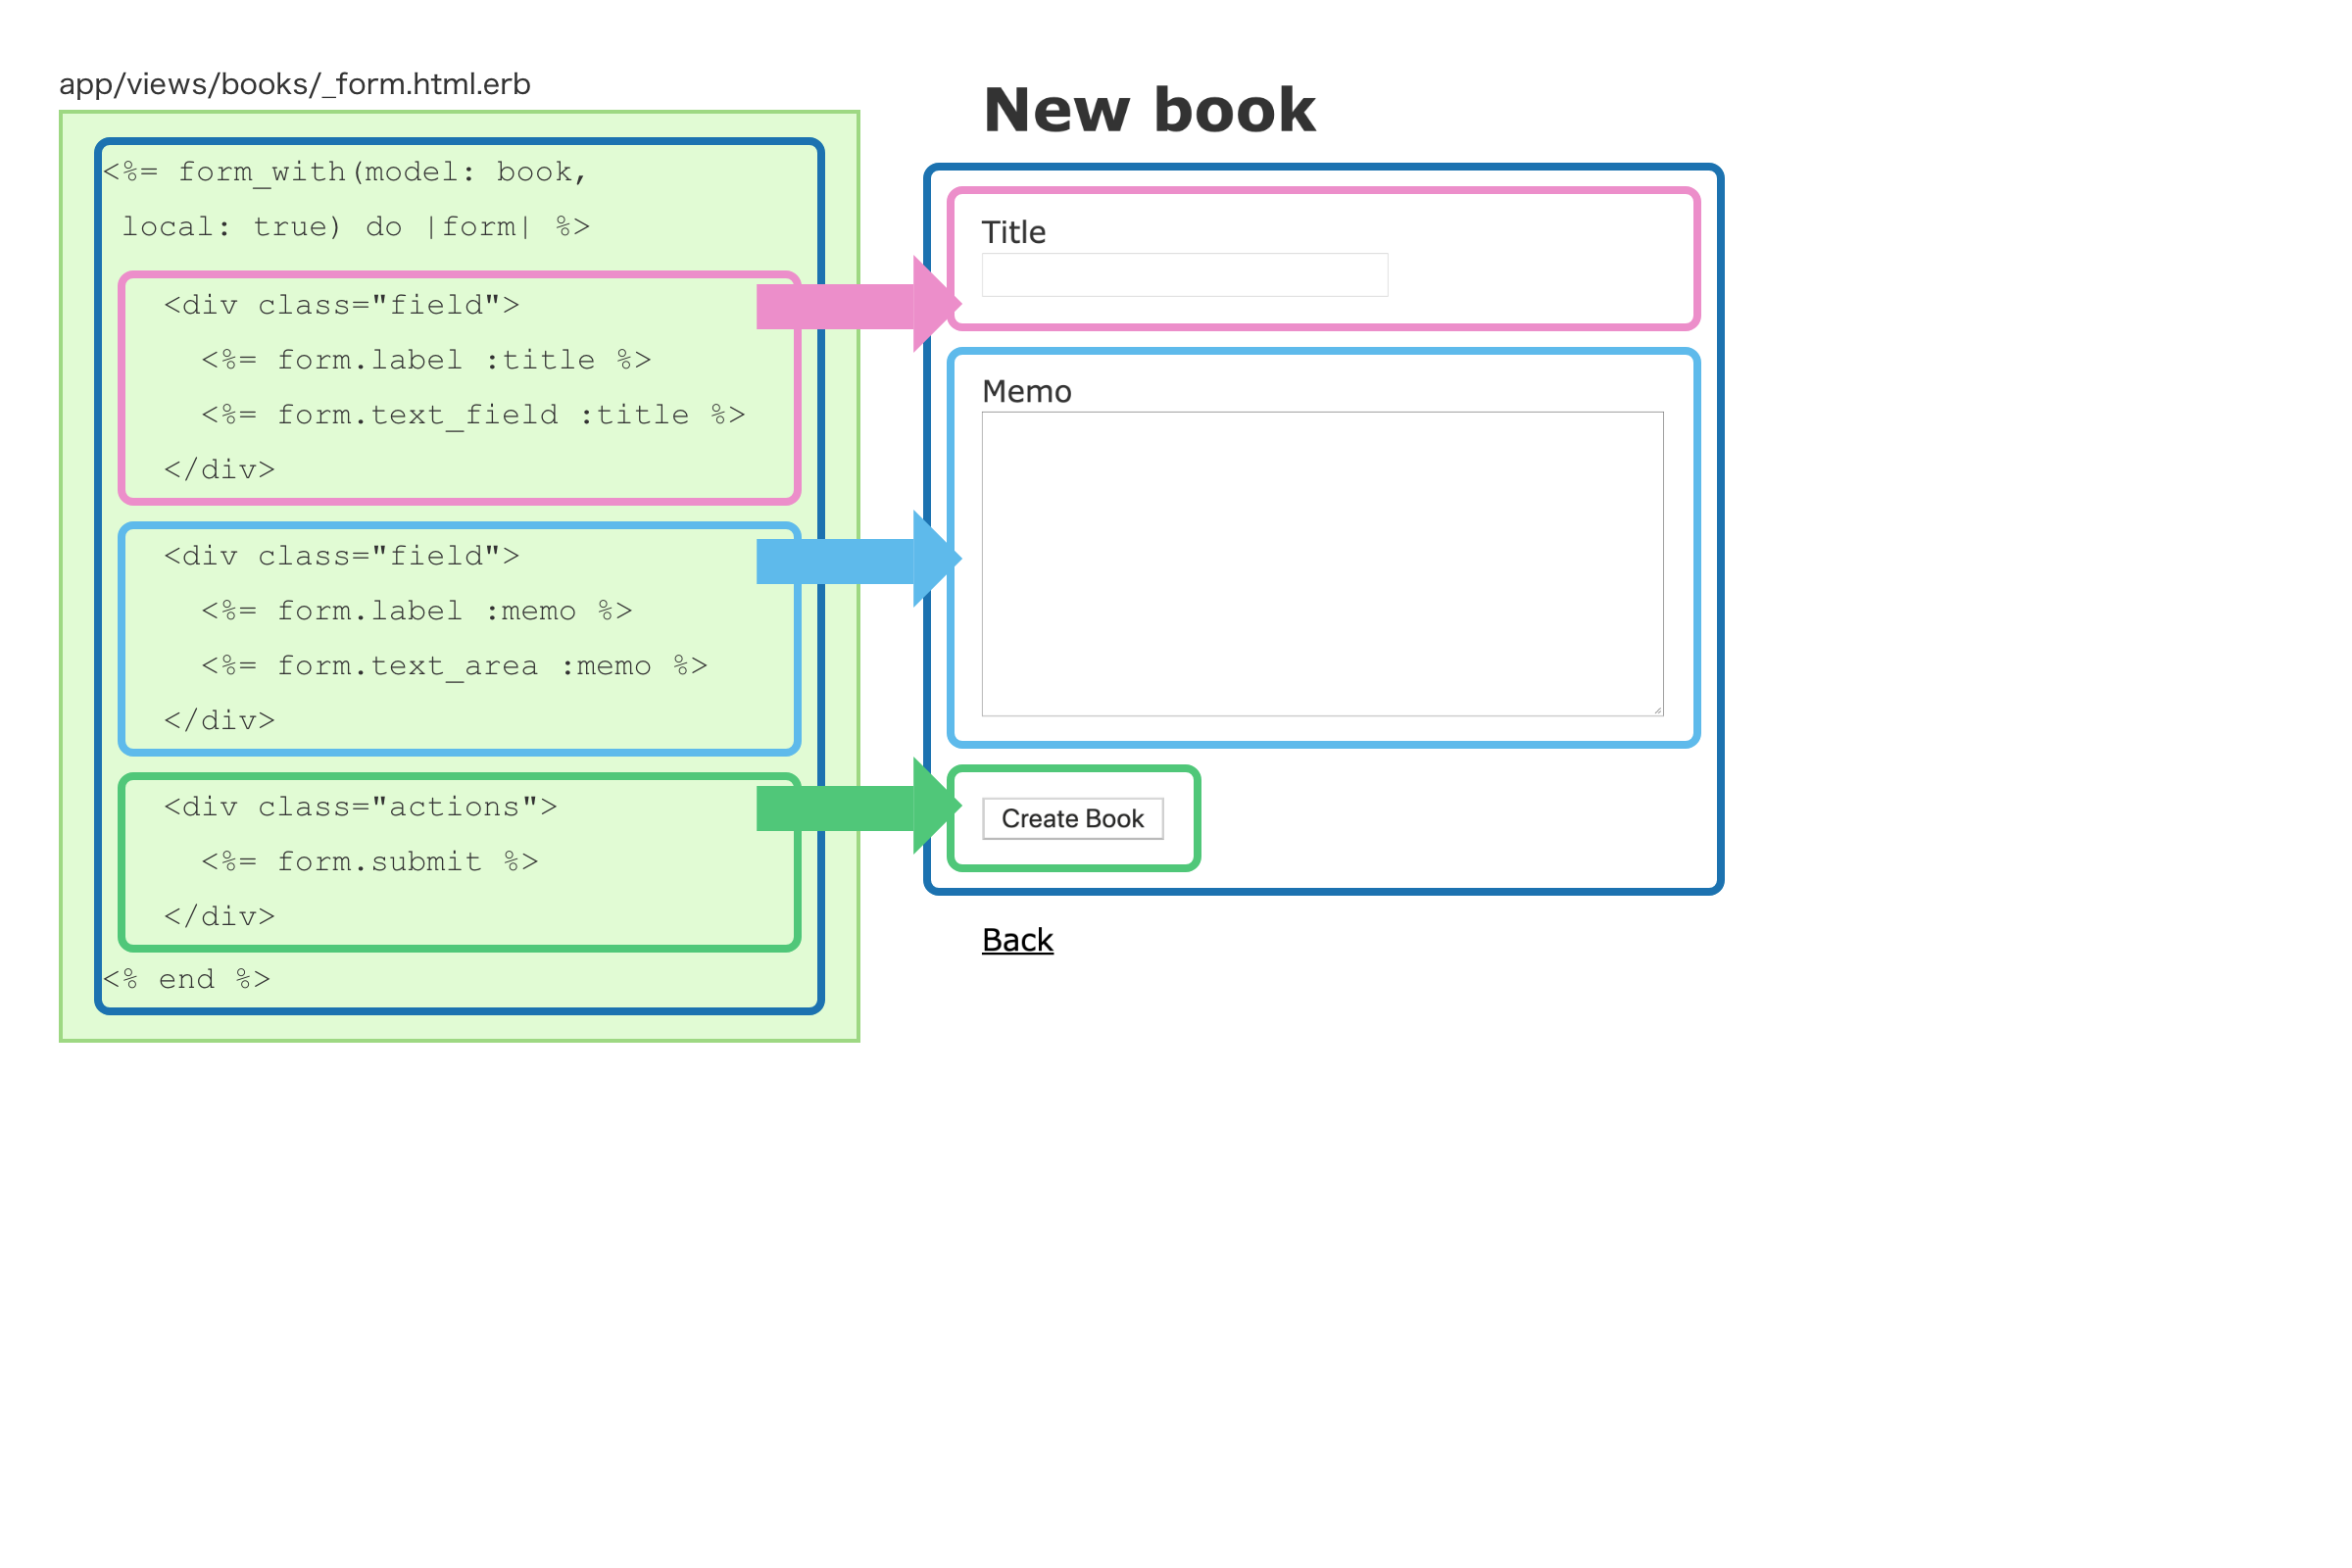 app/views/books/_form.html.erb
<%= form_with(model: book,
local: true) do |form| %>
<div class="field">
<%= form.label :title %>
<%= form.text_field :title %>
</div>
<div class="field">
<%= form.label :memo %>
<%= form.text_area :memo %>
</div>
<div class="actions">
<%= form.submit %>
</div>
<% end %>
New book
Title
Memo
Create Book
Back